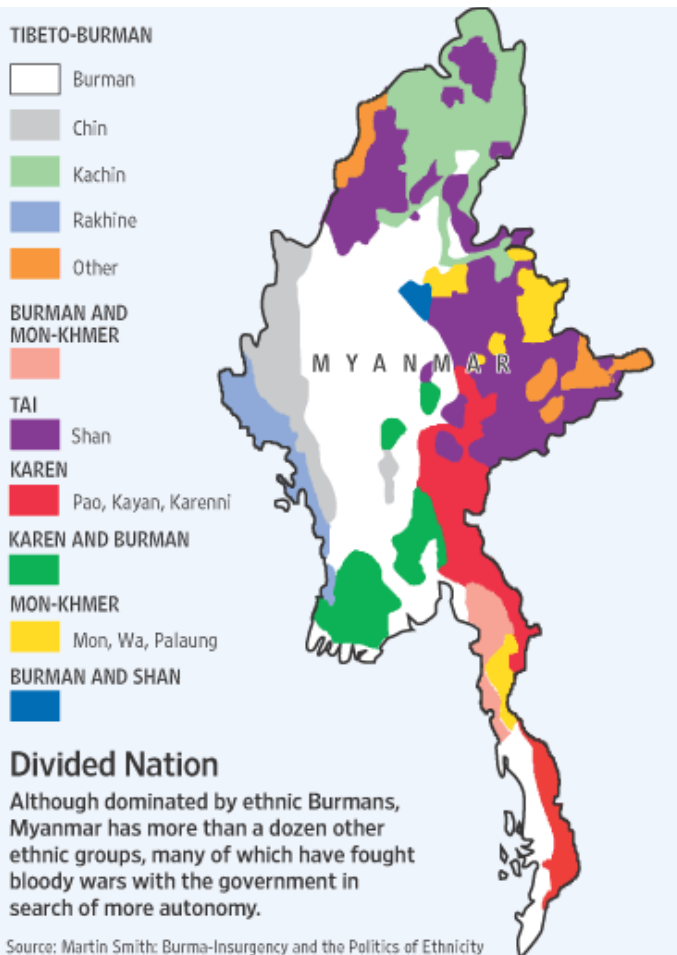 TIBETO-BURMAN
Burman
Chin
Kachin
Rakhine
Other
BURMAN AND
MON-KHMER
TAI
Shan
KAREN
Pao, Kayan, Karenni
KAREN AND BURMAN
MON-KHMER
Mon, Wa, Palaung
BURMAN AND SHAN
MYANMAR
Divided Nation
Although dominated by ethnic Burmans,
Myanmar has more than a dozen other
ethnic groups, many of which have fought
bloody wars with the government in
search of more autonomy.
Source: Martin Smith: Burma-Insurgency and the Politics of Ethnicity